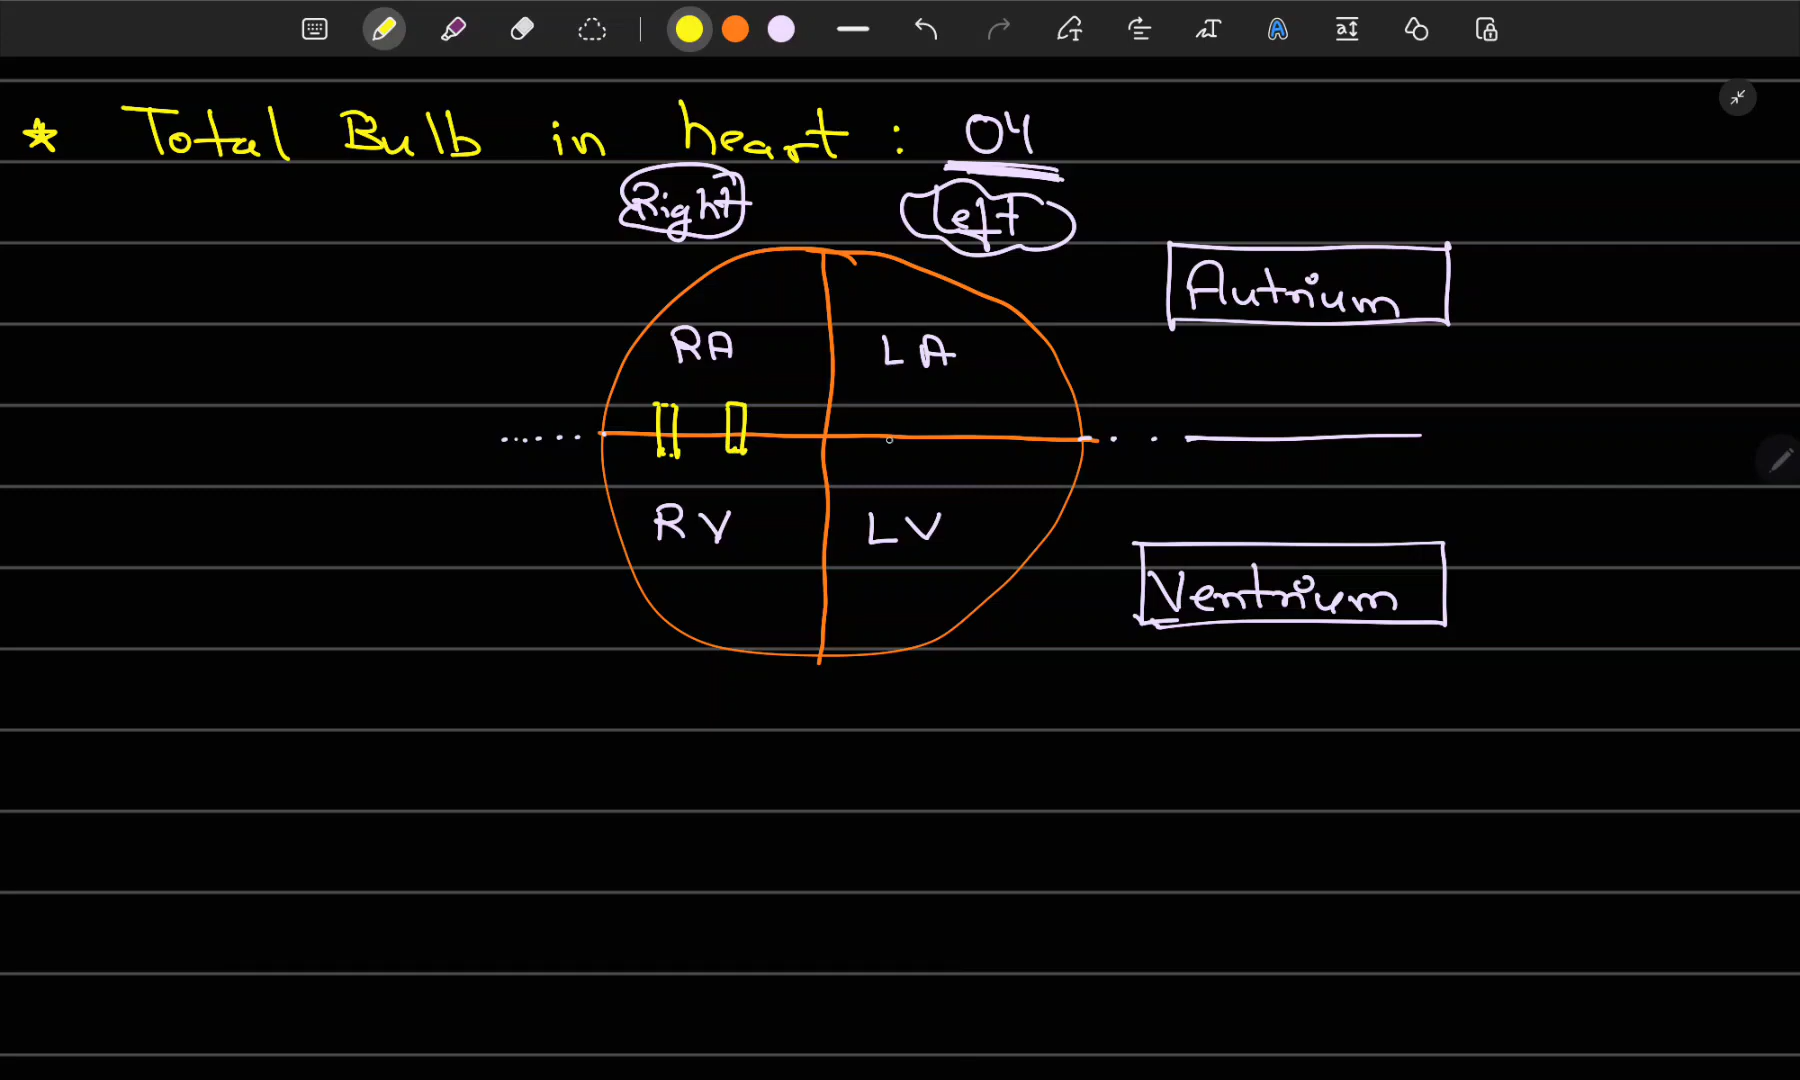 * Total Bulb in heart : 04
Right Left
Autrium
RA LA
RV LV
Ventrium